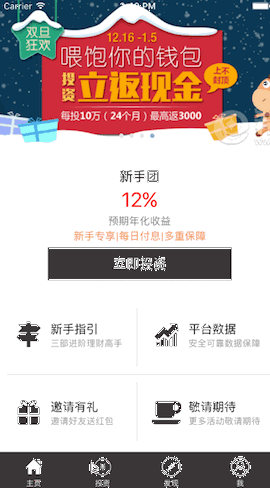 Carrier
双旦
狂欢
12.16 -1.5
喂饱你的钱包
投资
立返现金
上不封顶
每投10万（24个月）最高返3000
新手团
12%
预期年化收益
新手专享|每日付息|多重保障
立即投资
新手指引
三部进阶理财高手
平台数据
安全可靠数据保障
邀请有礼
邀请好友送红包
敬请期待
更多活动敬请期待
主页
投资
发现
我